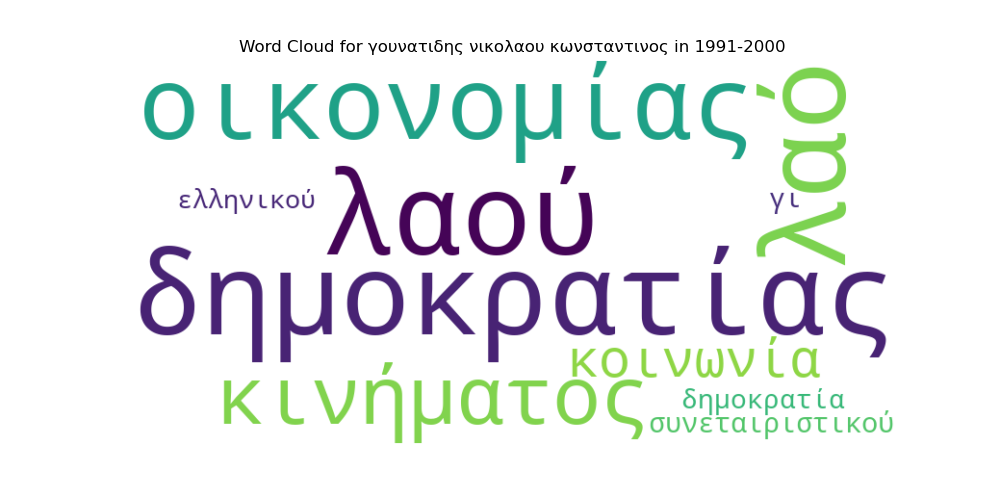 Word Cloud for γουνατιδης νικολαου κωνσταντινος in 1991-2000
οικονομίας
λαό
ελληνικού
λαού
γι
δημοκρατίας
κοινωνία
κινήματος
δημοκρατία
συνεταιριστικού